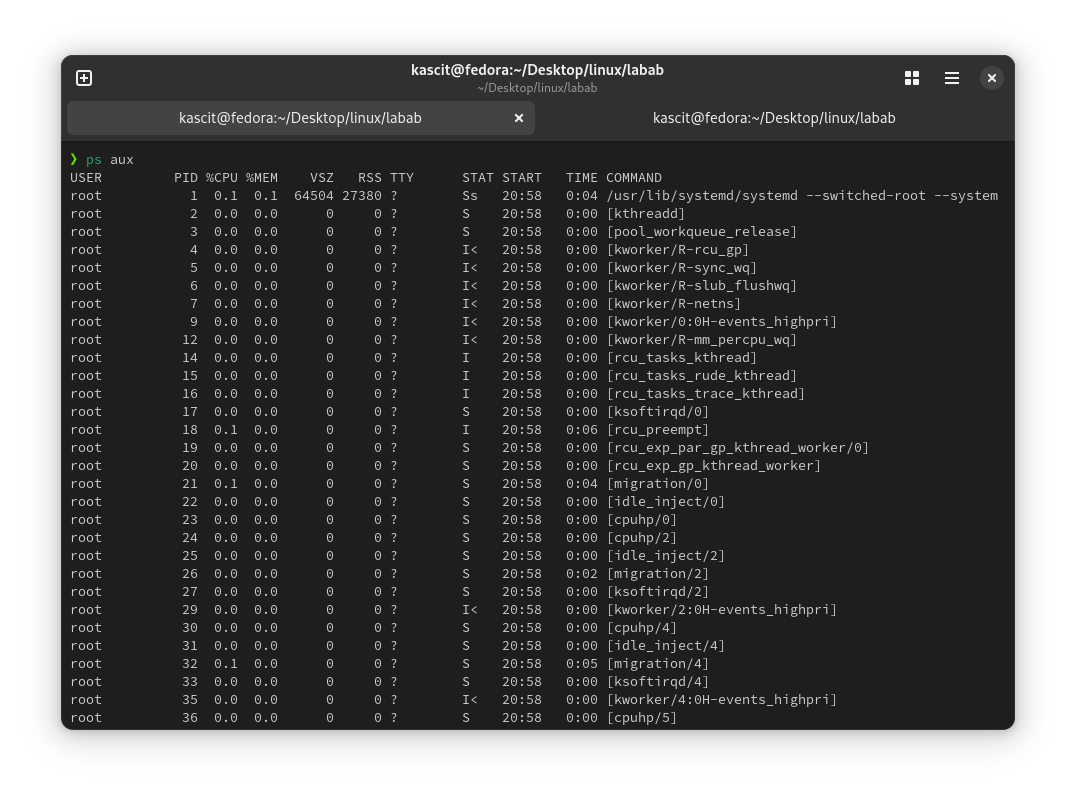 kascit@fedora:~/Desktop/linux/labab
~/Desktop/linux/labab
kascit@fedora:~/Desktop/linux/labab kascit@fedora:~/Desktop/linux/labab
❯ ps aux
USER PID %CPU %MEM VSZ RSS TTY STAT START TIME COMMAND
root 1 0.1 0.1 64504 27380 ? Ss 20:58 0:04 /usr/lib/systemd/systemd --switched-root --system
root 2 0.0 0.0 0 0 ? S 20:58 0:00 [kthreadd]
root 3 0.0 0.0 0 0 ? S 20:58 0:00 [pool_workqueue_release]
root 4 0.0 0.0 0 0 ? I< 20:58 0:00 [kworker/R-rcu_gp]
root 5 0.0 0.0 0 0 ? I< 20:58 0:00 [kworker/R-sync_wq]
root 6 0.0 0.0 0 0 ? I< 20:58 0:00 [kworker/R-slub_flushwq]
root 7 0.0 0.0 0 0 ? I< 20:58 0:00 [kworker/R-netns]
root 9 0.0 0.0 0 0 ? I< 20:58 0:00 [kworker/0:0H-events_highpri]
root 12 0.0 0.0 0 0 ? I< 20:58 0:00 [kworker/R-mm_percpu_wq]
root 14 0.0 0.0 0 0 ? I 20:58 0:00 [rcu_tasks_kthread]
root 15 0.0 0.0 0 0 ? I 20:58 0:00 [rcu_tasks_rude_kthread]
root 16 0.0 0.0 0 0 ? I 20:58 0:00 [rcu_tasks_trace_kthread]
root 17 0.0 0.0 0 0 ? S 20:58 0:00 [ksoftirqd/0]
root 18 0.1 0.0 0 0 ? I 20:58 0:06 [rcu_preempt]
root 19 0.0 0.0 0 0 ? S 20:58 0:00 [rcu_exp_par_gp_kthread_worker/0]
root 20 0.0 0.0 0 0 ? S 20:58 0:00 [rcu_exp_gp_kthread_worker]
root 21 0.1 0.0 0 0 ? S 20:58 0:04 [migration/0]
root 22 0.0 0.0 0 0 ? S 20:58 0:00 [idle_inject/0]
root 23 0.0 0.0 0 0 ? S 20:58 0:00 [cpuhp/0]
root 24 0.0 0.0 0 0 ? S 20:58 0:00 [cpuhp/2]
root 25 0.0 0.0 0 0 ? S 20:58 0:00 [idle_inject/2]
root 26 0.0 0.0 0 0 ? S 20:58 0:02 [migration/2]
root 27 0.0 0.0 0 0 ? S 20:58 0:00 [ksoftirqd/2]
root 29 0.0 0.0 0 0 ? I< 20:58 0:00 [kworker/2:0H-events_highpri]
root 30 0.0 0.0 0 0 ? S 20:58 0:00 [cpuhp/4]
root 31 0.0 0.0 0 0 ? S 20:58 0:00 [idle_inject/4]
root 32 0.1 0.0 0 0 ? S 20:58 0:05 [migration/4]
root 33 0.0 0.0 0 0 ? S 20:58 0:00 [ksoftirqd/4]
root 35 0.0 0.0 0 0 ? I< 20:58 0:00 [kworker/4:0H-events_highpri]
root 36 0.0 0.0 0 0 ? S 20:58 0:00 [cpuhp/5]